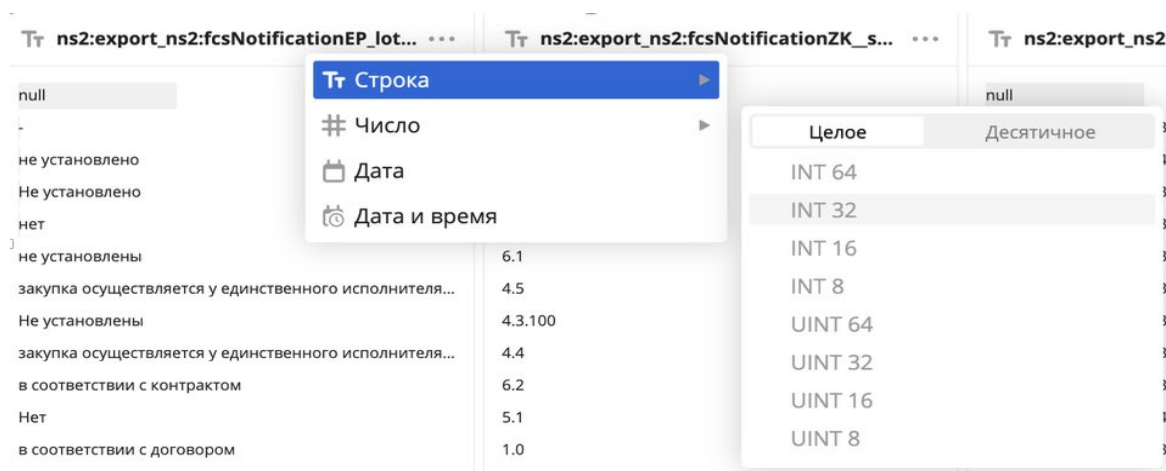 Tт ns2:export_ns2:fcsNotificationEP_lot... ···
Tт ns2:export_ns2:fcsNotificationZK_s... ···
Tт ns2:export_ns2
null
-
не установлено
Не установлено
нет
не установлены
закупка осуществляется у единственного исполнителя...
Не установлены
закупка осуществляется у единственного исполнителя...
в соответствии с контрактом
Нет
в соответствии с договором
Tт Строка
Число
Дата
Дата и время
6.1
4.5
4.3.100
4.4
6.2
5.1
1.0
null
Целое
Десятичное
INT 64
INT 32
INT 16
INT 8
UINT 64
UINT 32
UINT 16
UINT 8